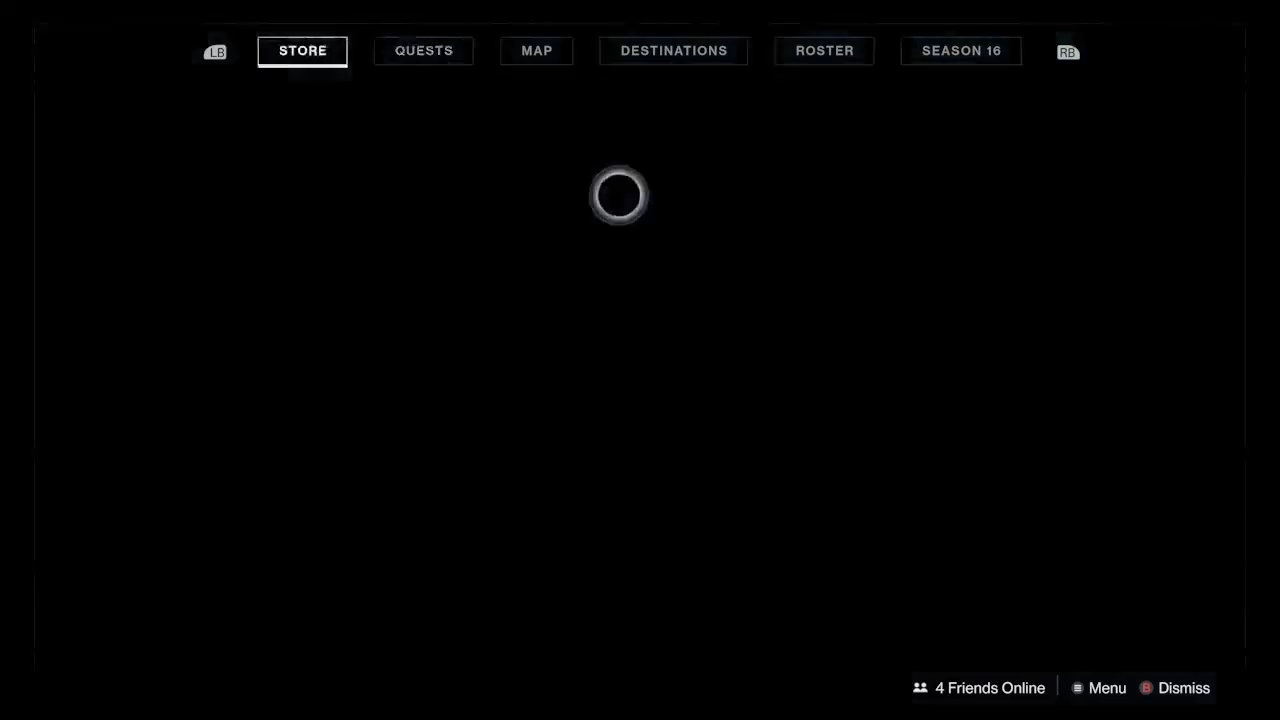 LB STORE QUESTS MAP DESTINATIONS ROSTER SEASON 16 RB
4 Friends Online Menu B Dismiss